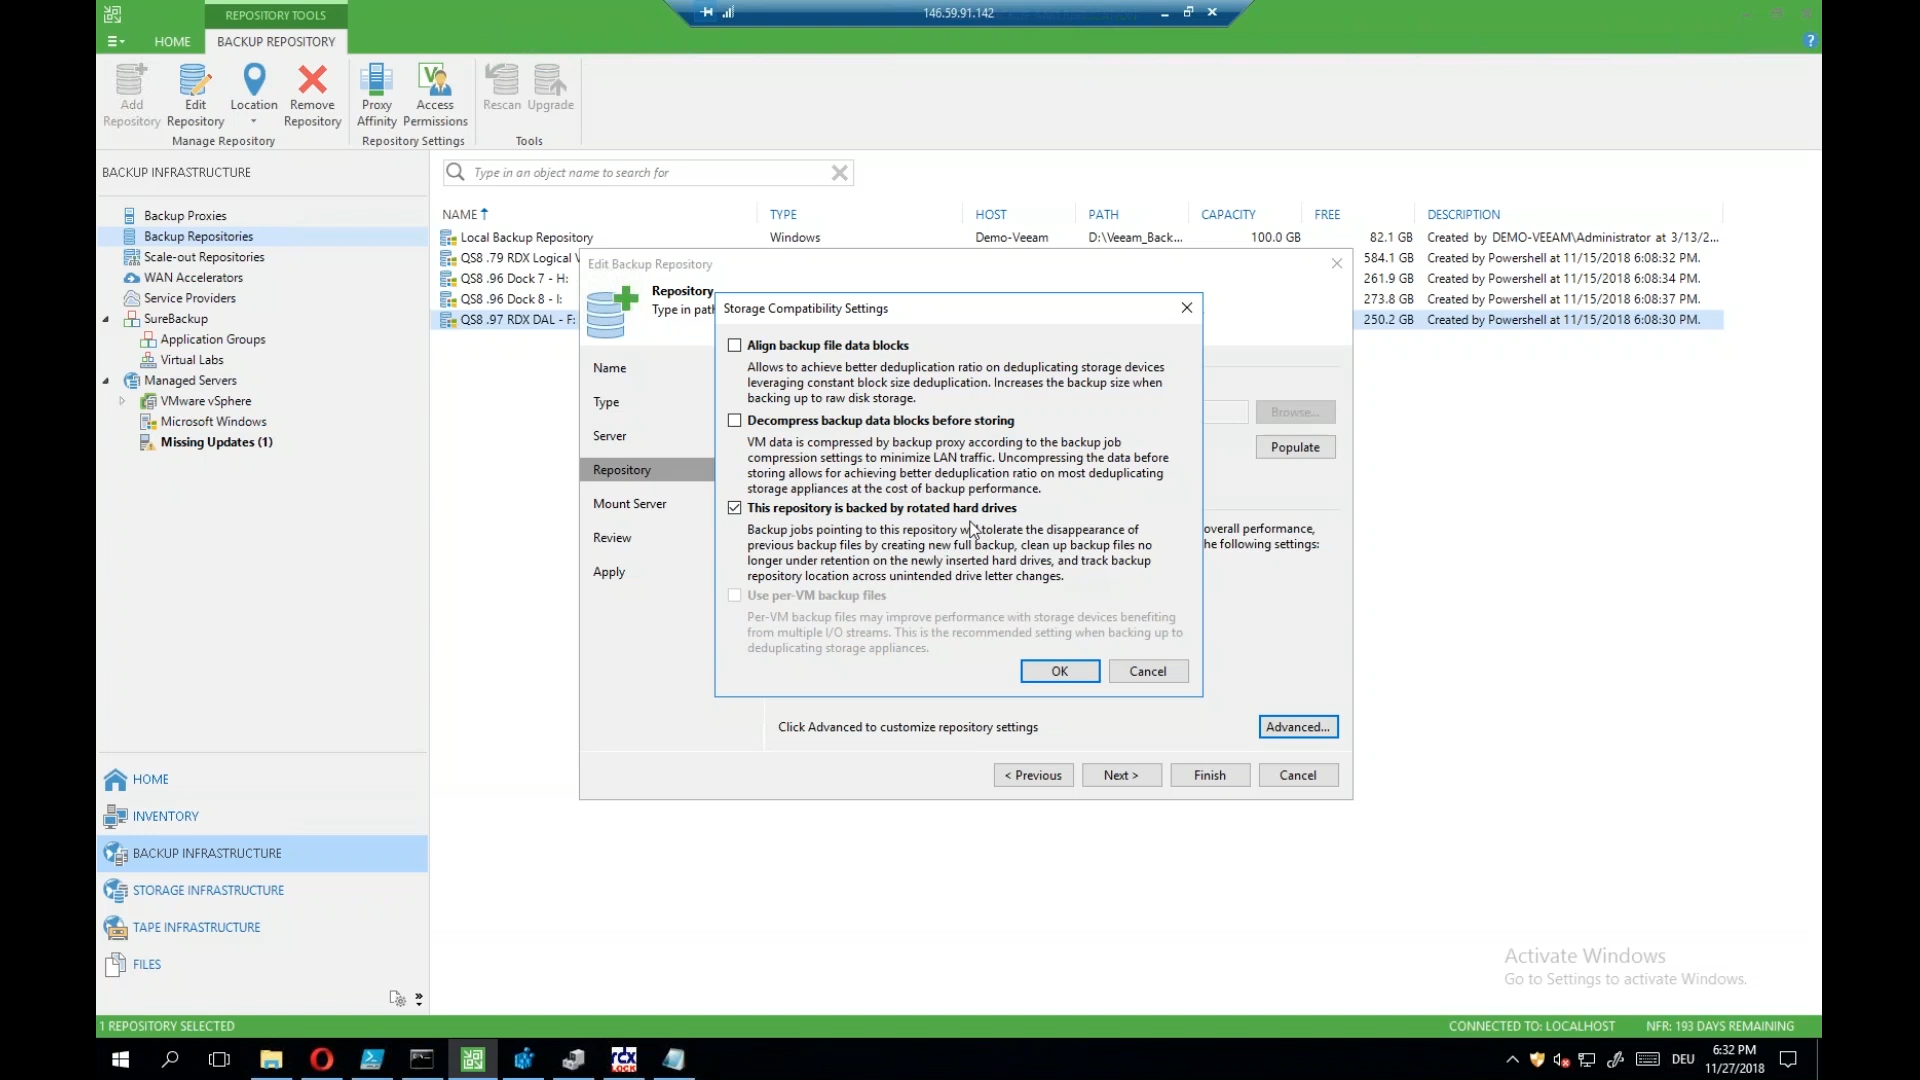 REPOSITORY TOOLS
146.59.91.142
HOME
BACKUP REPOSITORY
Add Repository
Edit Repository
Location
Remove Repository
Proxy Affinity
Access Permissions
Rescan
Upgrade
Manage Repository
Repository Settings
Tools
BACKUP INFRASTRUCTURE
Type in an object name to search for
Backup Proxies
Backup Repositories
Scale-out Repositories
WAN Accelerators
Service Providers
SureBackup
Application Groups
Virtual Labs
Managed Servers
VMware vSphere
Microsoft Windows
Missing Updates (1)
NAME TYPE HOST PATH CAPACITY FREE DESCRIPTION
Local Backup Repository Windows Demo-Veeam D:\Veeam_Back... 100.0 GB 82.1 GB Created by DEMO-VEEAM\Administrator at 3/13/2...
QS8 .79 RDX Logical 584.1 GB Created by Powershell at 11/15/2018 6:08:32 PM.
QS8 .96 Dock 7 - H: 261.9 GB Created by Powershell at 11/15/2018 6:08:34 PM.
QS8 .96 Dock 8 - I: 273.8 GB Created by Powershell at 11/15/2018 6:08:37 PM.
QS8 .97 RDX DAL - F: 250.2 GB Created by Powershell at 11/15/2018 6:08:30 PM.
Edit Backup Repository
Repository
Type in path
Name
Type
Server
Repository
Mount Server
Review
Apply
Browse...
Populate
overall performance,
he following settings:
Storage Compatibility Settings
Align backup file data blocks
Allows to achieve better deduplication ratio on deduplicating storage devices
leveraging constant block size deduplication. Increases the backup size when
backing up to raw disk storage.
Decompress backup data blocks before storing
VM data is compressed by backup proxy according to the backup job
compression settings to minimize LAN traffic. Uncompressing the data before
storing allows for achieving better deduplication ratio on most deduplicating
storage appliances at the cost of backup performance.
This repository is backed by rotated hard drives
Backup jobs pointing to this repository will tolerate the disappearance of
previous backup files by creating new full backup, clean up backup files no
longer under retention on the newly inserted hard drives, and track backup
repository location across unintended drive letter changes.
Use per-VM backup files
Per-VM backup files may improve performance with storage devices benefiting
from multiple I/O streams. This is the recommended setting when backing up to
deduplicating storage appliances.
OK
Cancel
Click Advanced to customize repository settings
Advanced...
< Previous
Next >
Finish
Cancel
HOME
INVENTORY
BACKUP INFRASTRUCTURE
STORAGE INFRASTRUCTURE
TAPE INFRASTRUCTURE
FILES
Activate Windows
Go to Settings to activate Windows.
1 REPOSITORY SELECTED
CONNECTED TO: LOCALHOST
NFR: 193 DAYS REMAINING
RDX LOCK
DEU
6:32 PM
11/27/2018